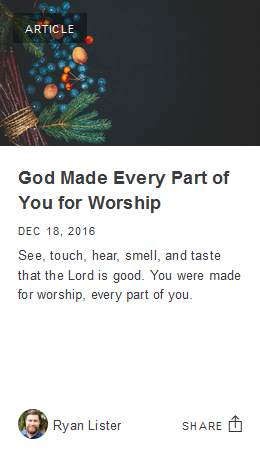 ARTICLE
God Made Every Part of
You for Worship
DEC 18, 2016
See, touch, hear, smell, and taste
that the Lord is good. You were made
for worship, every part of you.
Ryan Lister
SHARE